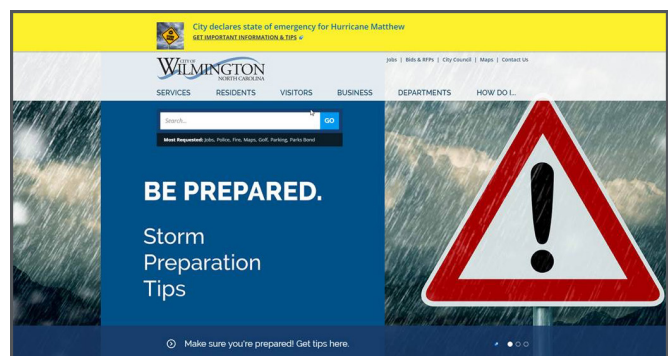 City declares state of emergency for Hurricane Matthew
GET IMPORTANT INFORMATION & TIPS
CITY OF
WILMINGTON
NORTH CAROLINA
Jobs | Bids & RFPs | City Council | Maps | Contact Us
SERVICES RESIDENTS VISITORS BUSINESS DEPARTMENTS HOW DO I...
Search... GO
Most Requested: Jobs, Police, Fire, Maps, Golf, Parking, Parks Bond
BE PREPARED.
Storm
Preparation
Tips
!
Make sure you're prepared! Get tips here.